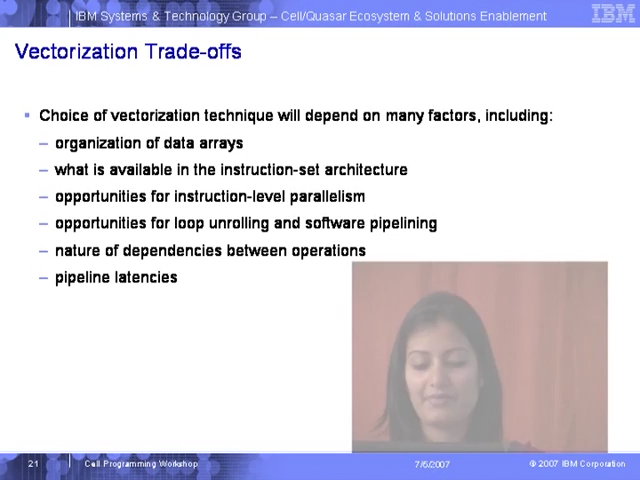 IBM Systems & Technology Group – Cell/Quasar Ecosystem & Solutions Enablement
IBM
Vectorization Trade-offs
▪ Choice of vectorization technique will depend on many factors, including:
– organization of data arrays
– what is available in the instruction-set architecture
– opportunities for instruction-level parallelism
– opportunities for loop unrolling and software pipelining
– nature of dependencies between operations
– pipeline latencies
21 Cell Programming Workshop 7/5/2007 © 2007 IBM Corporation